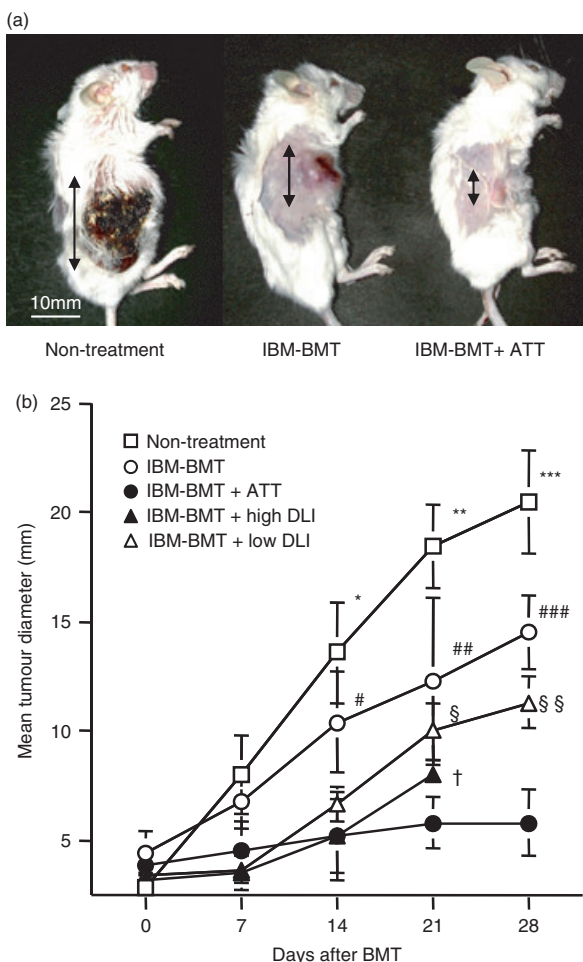 (a)
10mm
Non-treatment IBM-BMT IBM-BMT+ ATT
(b)
25
20
15
10
5
Mean tumour diameter (mm)
Non-treatment
IBM-BMT
IBM-BMT + ATT
IBM-BMT + high DLI
IBM-BMT + low DLI
*
**
***
#
##
###
§
§ §
†
0 7 14 21 28
Days after BMT